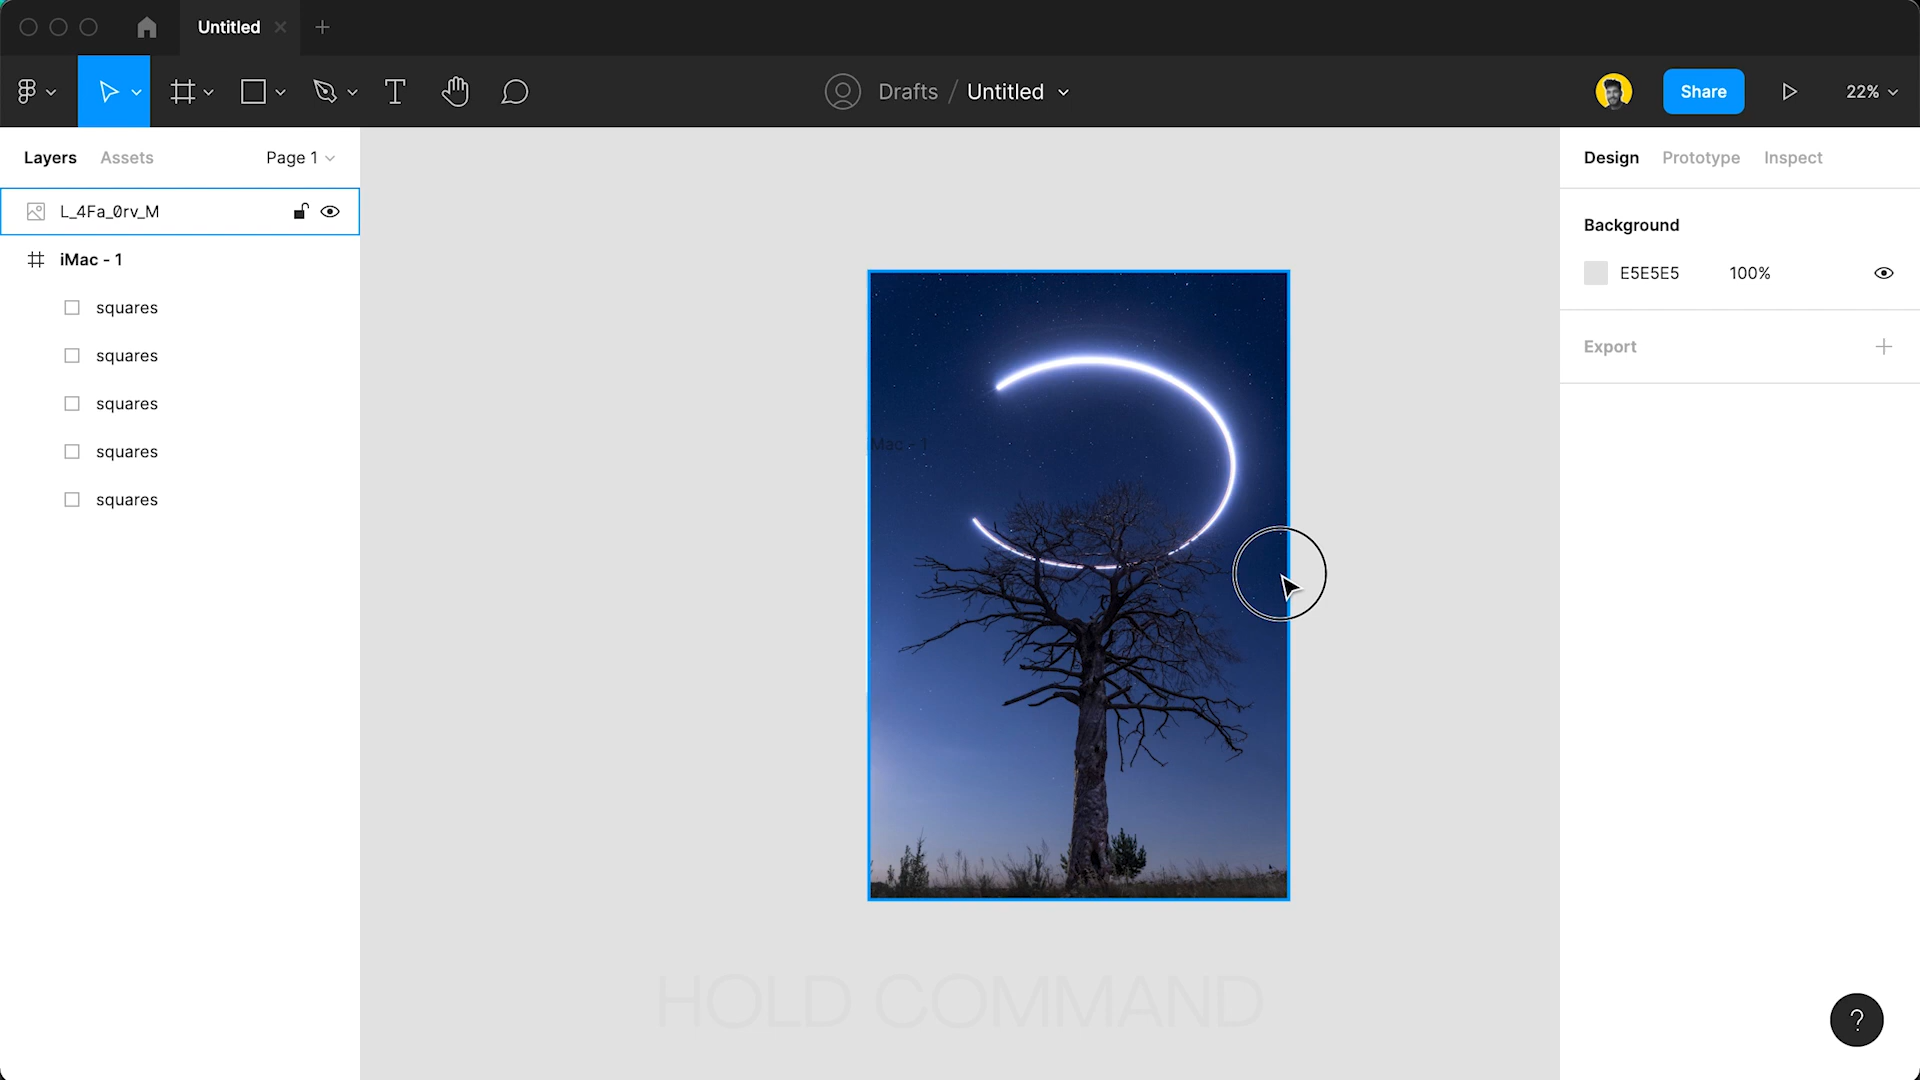 Untitled
Drafts / Untitled
Share
22%
Layers
Assets
Page 1
L_4Fa_0rv_M
iMac - 1
squares
squares
squares
squares
squares
iMac - 1
HOLD COMMAND
Design
Prototype
Inspect
Background
E5E5E5
100%
Export
?